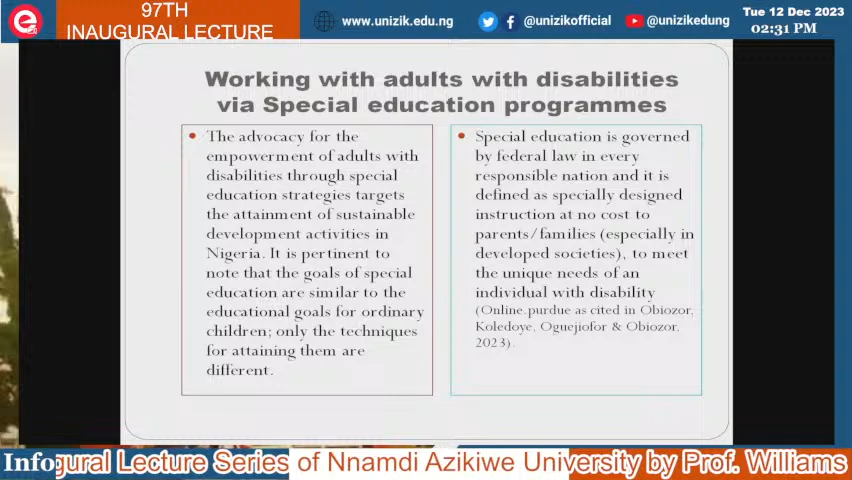 97TH
INAUGURAL LECTURE
www.unizik.edu.ng
@unizikofficial
@unizikedung
Tue 12 Dec 2023
02:31 PM
Working with adults with disabilities
via Special education programmes
The advocacy for the
empowerment of adults with
disabilities through special
education strategies targets
the attainment of sustainable
development activities in
Nigeria. It is pertinent to
note that the goals of special
education are similar to the
educational goals for ordinary
children; only the techniques
for attaining them are
different.
Special education is governed
by federal law in every
responsible nation and it is
defined as specially designed
instruction at no cost to
parents/families (especially in
developed societies), to meet
the unique needs of an
individual with disability
(Online.purdue as cited in Obiozor,
Koledoye, Oguejiofor & Obiozor,
2023).
Info
gural Lecture Series of Nnamdi Azikiwe University by Prof. Williams